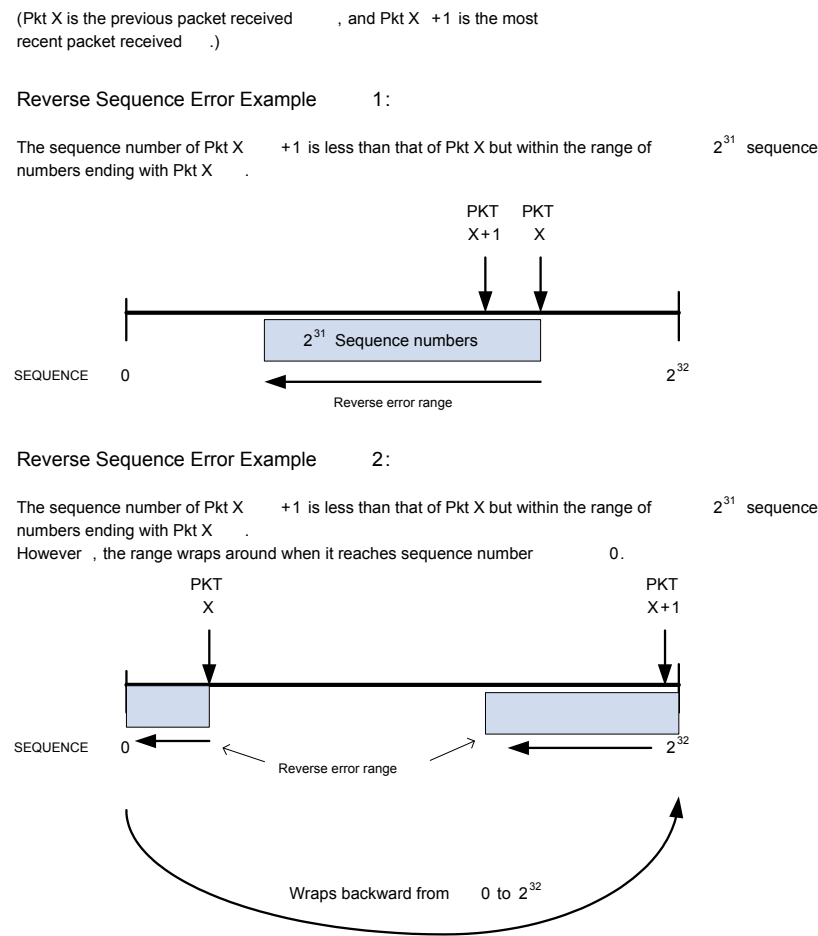 (Pkt X is the previous packet received , and Pkt X +1 is the most
recent packet received .)
Reverse Sequence Error Example 1:
The sequence number of Pkt X +1 is less than that of Pkt X but within the range of 2^31 sequence
numbers ending with Pkt X .
PKT PKT
X+1 X
2^31 Sequence numbers
SEQUENCE 0 2^32
Reverse error range
Reverse Sequence Error Example 2:
The sequence number of Pkt X +1 is less than that of Pkt X but within the range of 2^31 sequence
numbers ending with Pkt X .
However , the range wraps around when it reaches sequence number 0.
PKT PKT
X X+1
SEQUENCE 0 2^32
Reverse error range
Wraps backward from 0 to 2^32